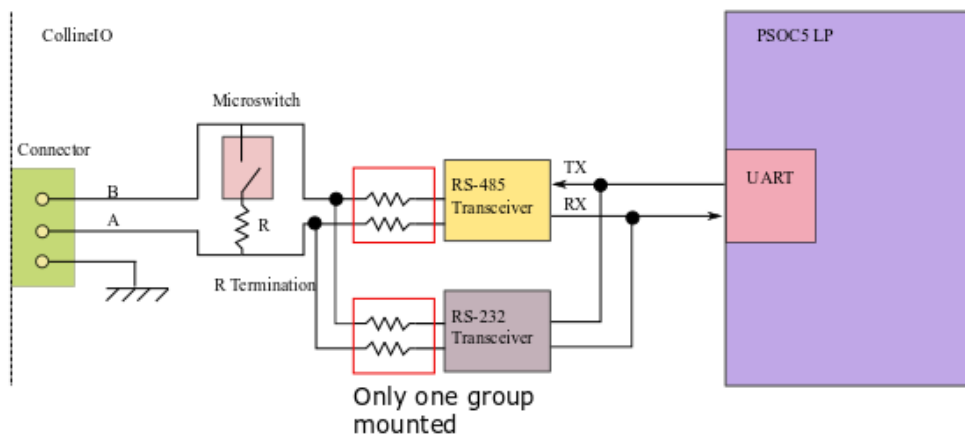 CollineIO
PSOC5 LP
Microswitch
Connector
B
A
R
R Termination
RS-485
Transceiver
TX
RX
UART
RS-232
Transceiver
Only one group
mounted